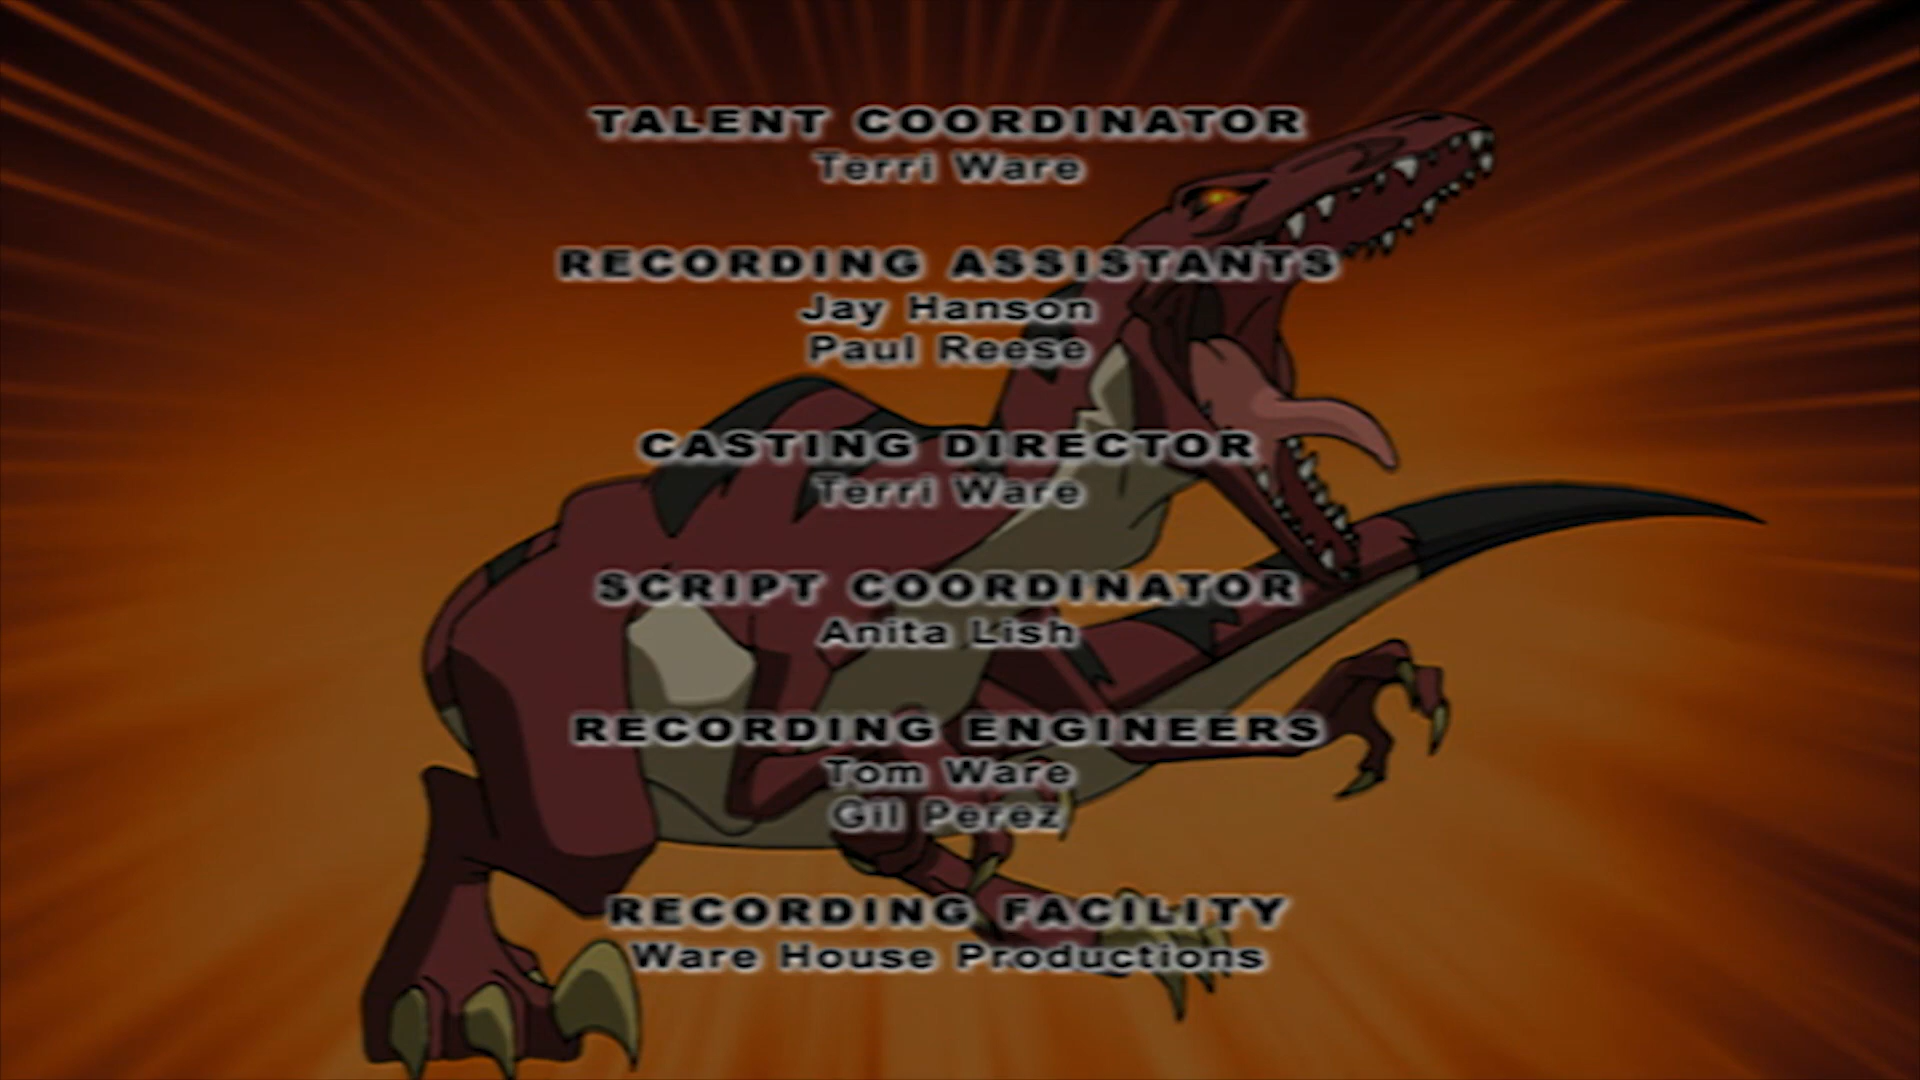 TALENT COORDINATOR
Terri Ware
RECORDING ASSISTANTS
Jay Hanson
Paul Reese
CASTING DIRECTOR
Terri Ware
SCRIPT COORDINATOR
Anita Lish
RECORDING ENGINEERS
Tom Ware
Gil Perez
RECORDING FACILITY
Ware House Productions